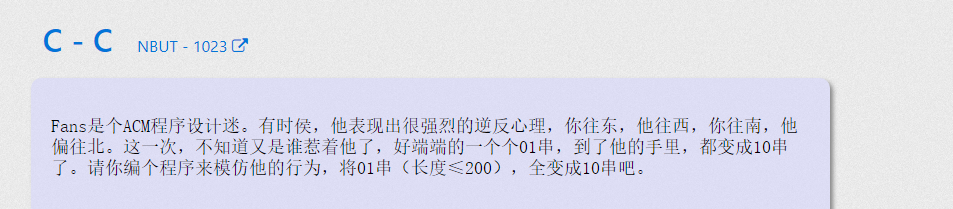 C - C NBUT - 1023
Fans是个ACM程序设计迷。有时侯，他表现出很强烈的逆反心理，你往东，他往西，你往南，他
偏往北。这一次，不知道又是谁惹着他了，好端端的一个个01串，到了他的手里，都变成10串
了。请你编个程序来模仿他的行为，将01串（长度≤200），全变成10串吧。